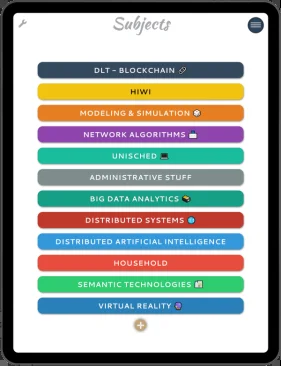 Subjects
DLT - BLOCKCHAIN
HIWI
MODELING & SIMULATION
NETWORK ALGORITHMS
UNISCHED
ADMINISTRATIVE STUFF
BIG DATA ANALYTICS
DISTRIBUTED SYSTEMS
DISTRIBUTED ARTIFICIAL INTELLIGENCE
HOUSEHOLD
SEMANTIC TECHNOLOGIES
VIRTUAL REALITY